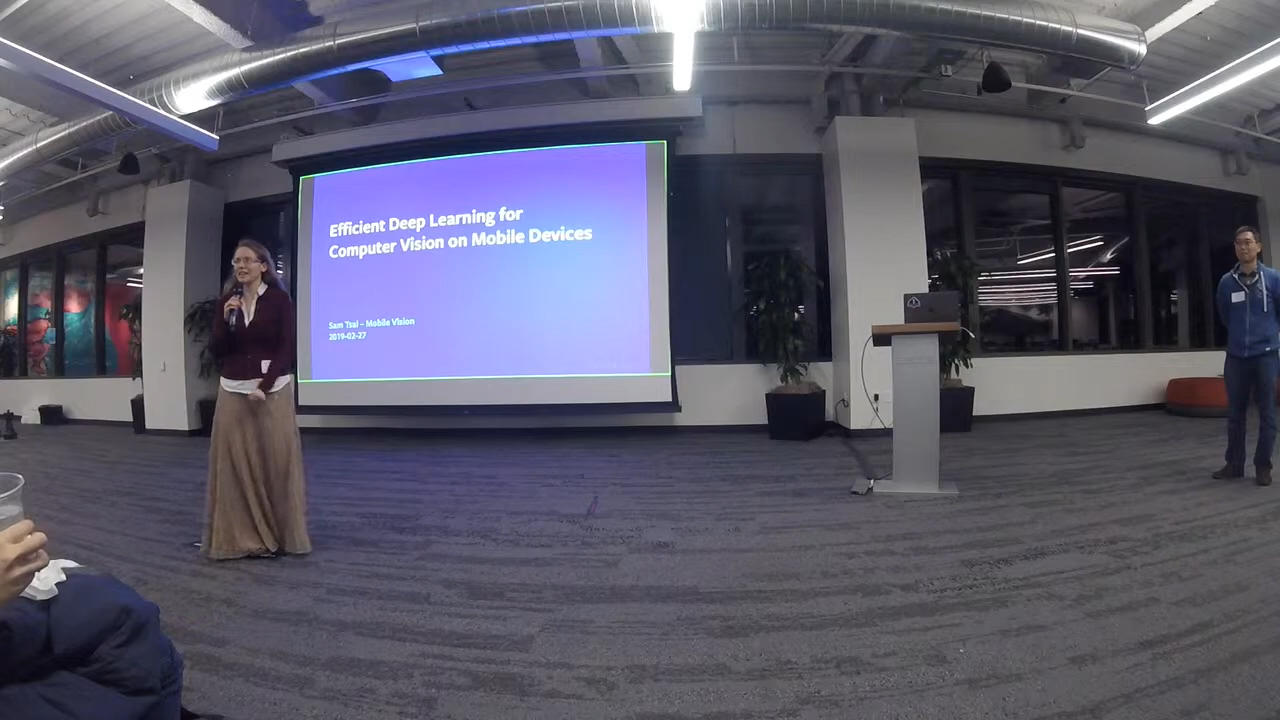 Efficient Deep Learning for
Computer Vision on Mobile Devices
Sam Tsai – Mobile Vision
2019-02-27